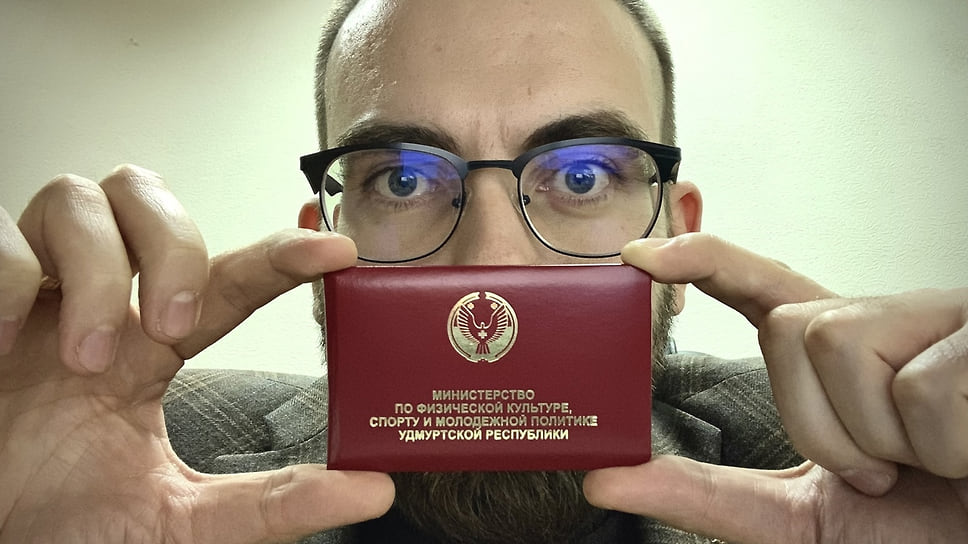 МИНИСТЕРСТВО
ПО ФИЗИЧЕСКОЙ КУЛЬТУРЕ,
СПОРТУ И МОЛОДЕЖНОЙ ПОЛИТИКЕ
УДМУРТСКОЙ РЕСПУБЛИКИ